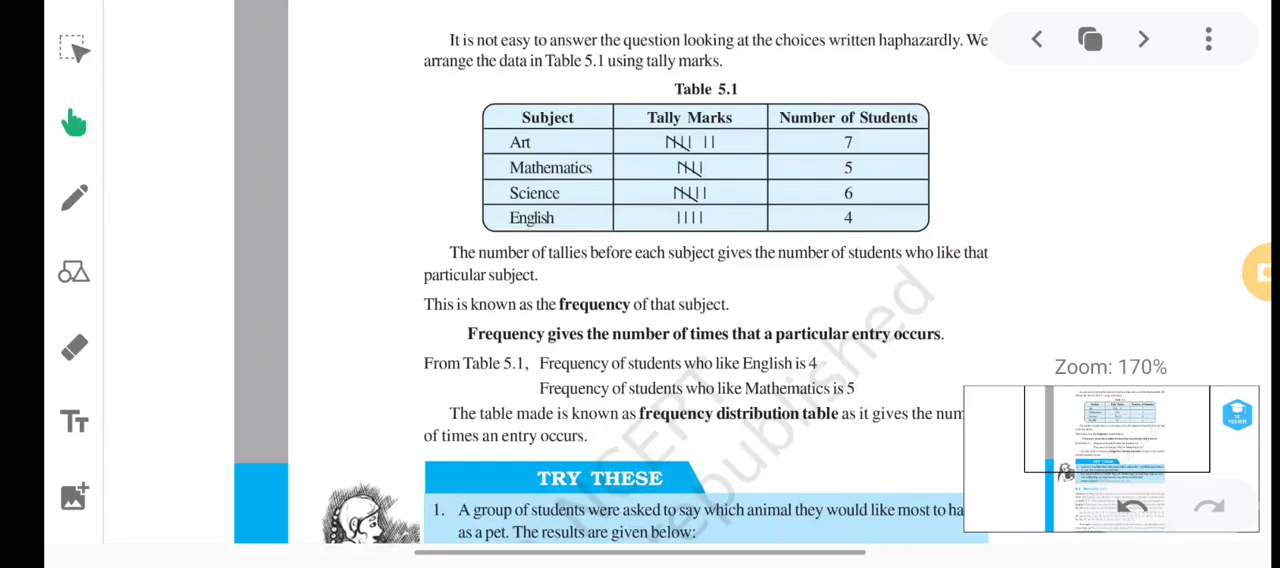 It is not easy to answer the question looking at the choices written haphazardly. We
arrange the data in Table 5.1 using tally marks.
Table 5.1
Subject Tally Marks Number of Students
Art 7
Mathematics 5
Science 6
English 4
The number of tallies before each subject gives the number of students who like that
particular subject.
This is known as the frequency of that subject.
Frequency gives the number of times that a particular entry occurs.
From Table 5.1, Frequency of students who like English is 4
Frequency of students who like Mathematics is 5
The table made is known as frequency distribution table as it gives the num
of times an entry occurs.
TRY THESE
1. A group of students were asked to say which animal they would like most to ha
as a pet. The results are given below:
Zoom: 170%
Tт